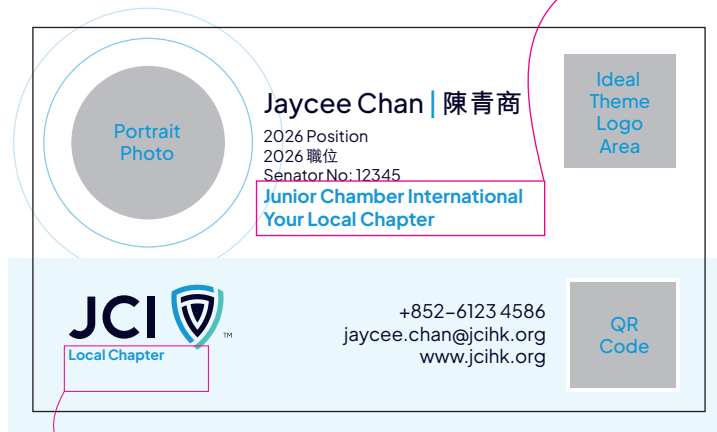 Portrait
Photo
Jaycee Chan | 陳青商
2026 Position
2026 職位
Senator No: 12345
Junior Chamber International
Your Local Chapter
Ideal
Theme
Logo
Area
JCI
TM
Local Chapter
+852–6123 4586
jaycee.chan@jcihk.org
www.jcihk.org
QR
Code